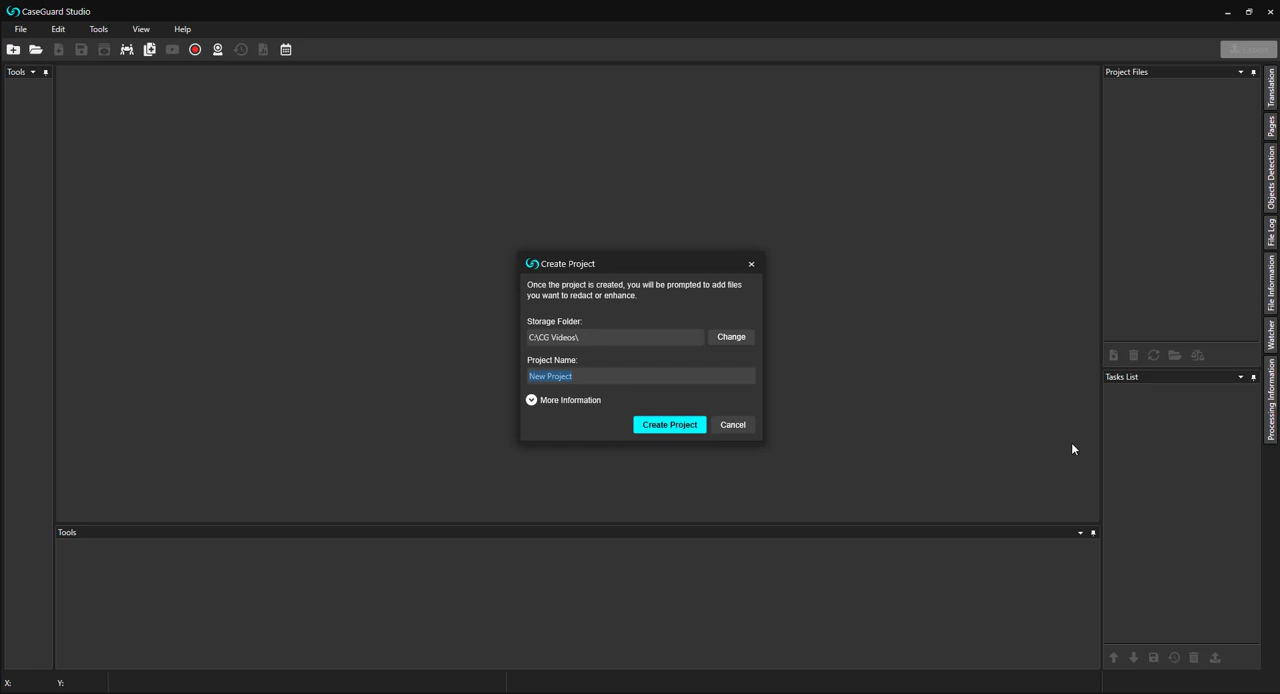 CaseGuard Studio
File Edit Tools View Help
Export
Tools
Project Files
Translation
Pages
Objects Detection
File Log
File Information
Watcher
Processing Information
Create Project
Once the project is created, you will be prompted to add files
you want to redact or enhance.
Storage Folder:
C:\CG Videos\
Change
Project Name:
New Project
More Information
Create Project
Cancel
Tasks List
Tools
X: Y: